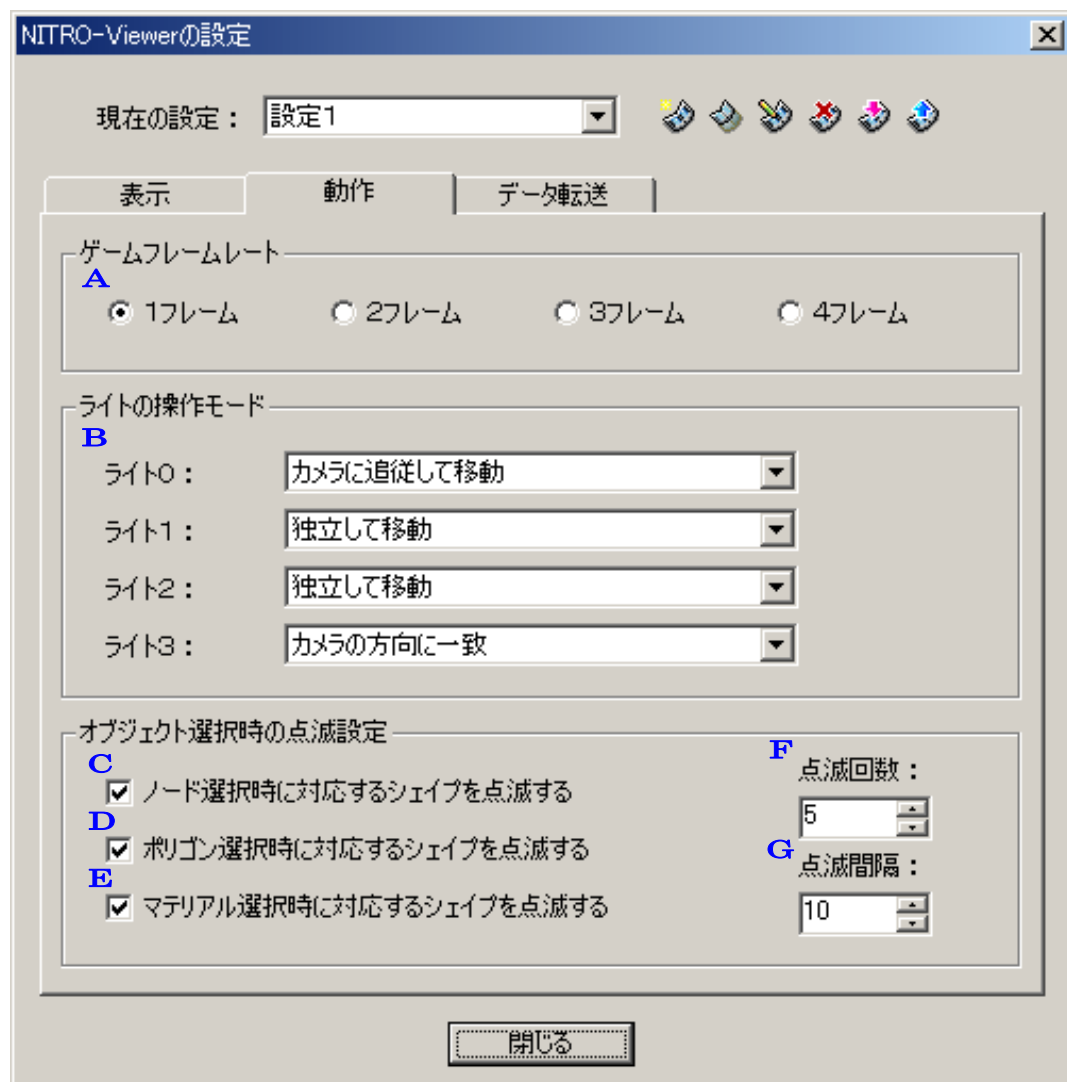 NITRO-Viewerの設定
現在の設定： 設定1
表示 動作 データ転送
ゲームフレームレート
A
1フレーム 2フレーム 3フレーム 4フレーム
ライトの操作モード
B
ライト0： カメラに追従して移動
ライト1： 独立して移動
ライト2： 独立して移動
ライト3： カメラの方向に一致
オブジェクト選択時の点滅設定
C
ノード選択時に対応するシェイプを点滅する
D
ポリゴン選択時に対応するシェイプを点滅する
E
マテリアル選択時に対応するシェイプを点滅する
F
点滅回数：
5
G
点滅間隔：
10
閉じる